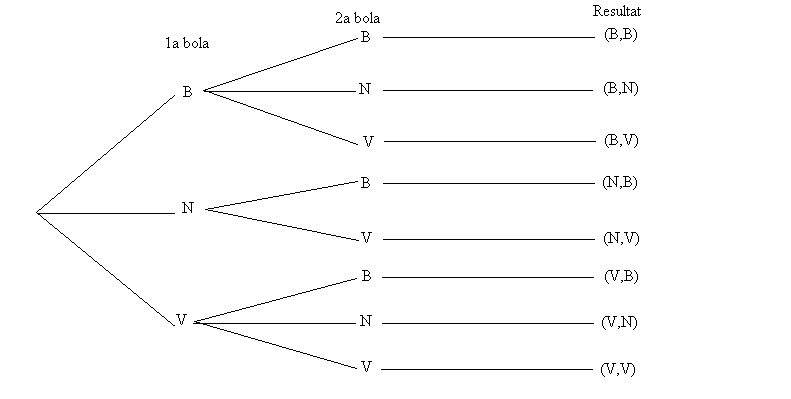 1a bola 2a bola Resultat
B (B,B)
B N (B,N)
V (B,V)
B (N,B)
N
V (N,V)
B (V,B)
V N (V,N)
V (V,V)